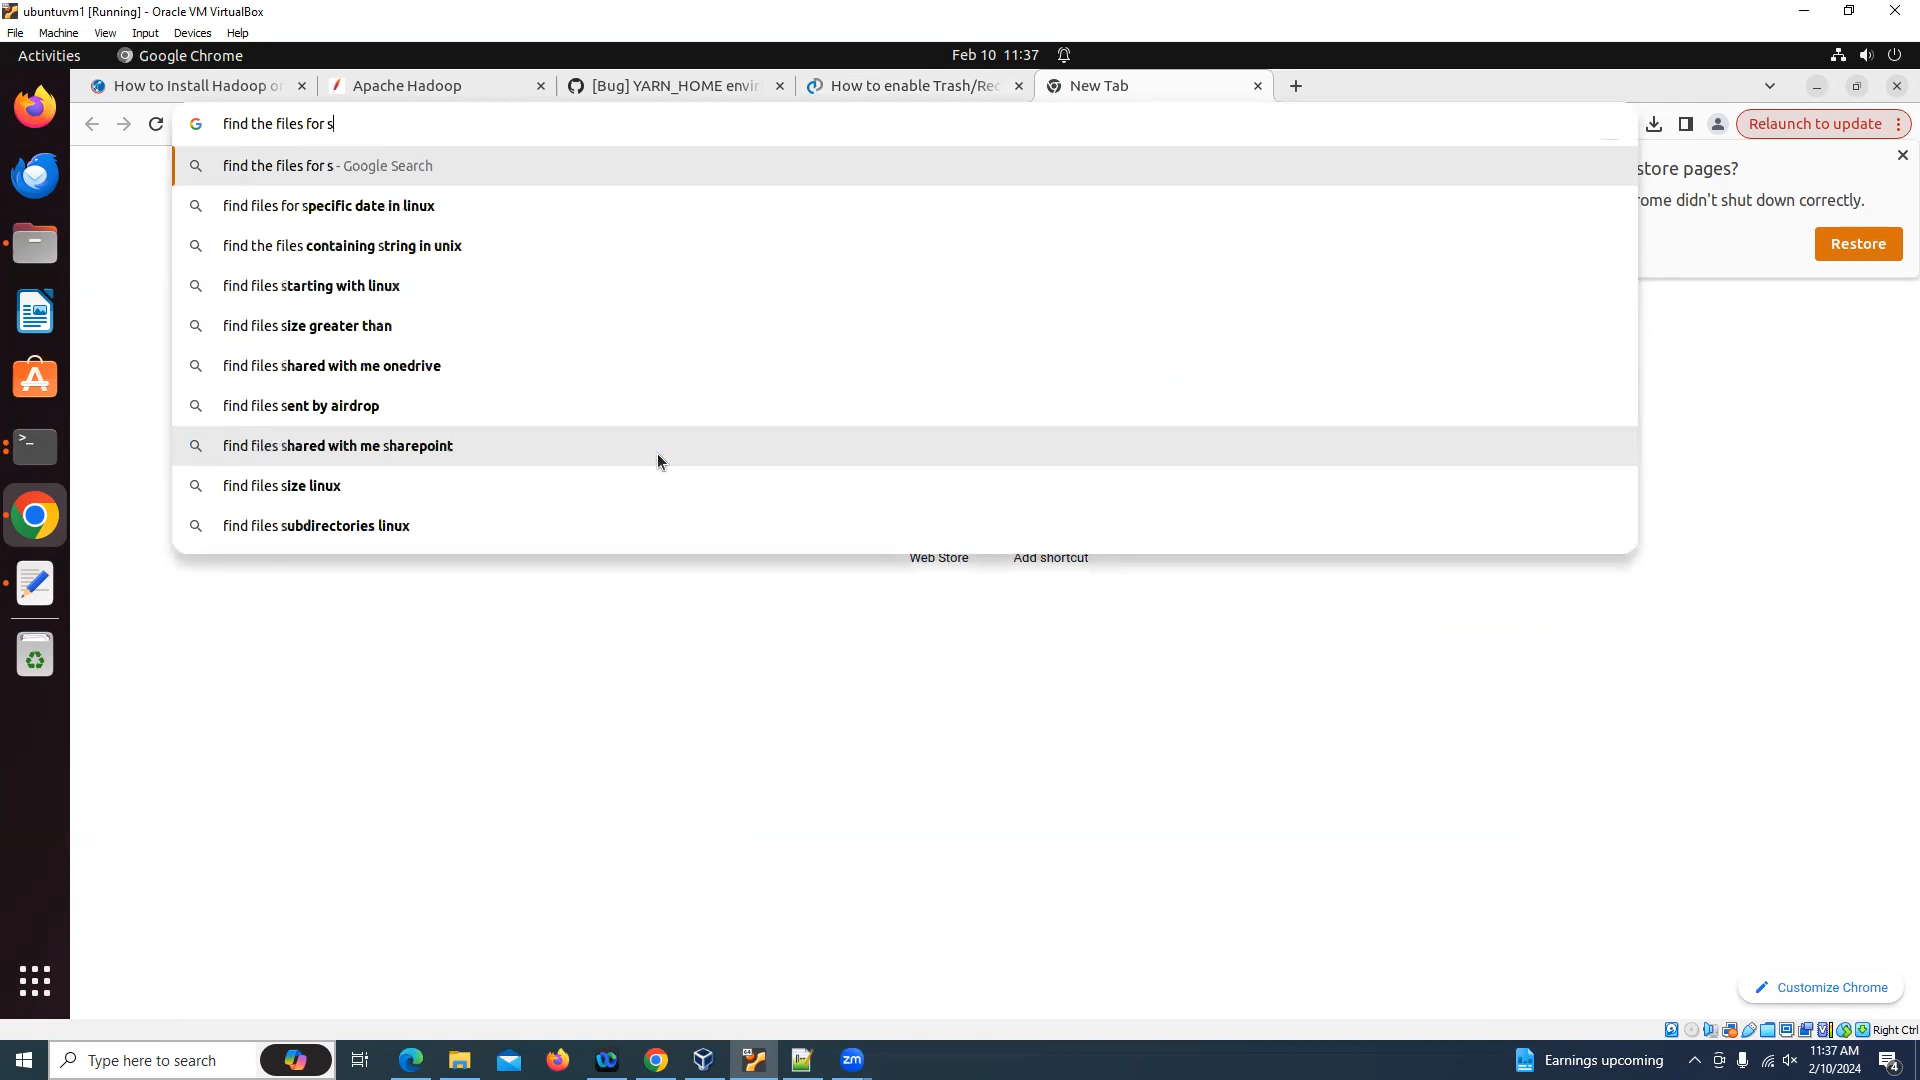 ubuntuvm1 [Running] - Oracle VM VirtualBox
File Machine View Input Devices Help
Activities Google Chrome Feb 10 11:37
How to Install Hadoop or Apache Hadoop [Bug] YARN_HOME envir How to enable Trash/Rec New Tab
find the files for s Relaunch to update
find the files for s - Google Search
store pages?
find files for specific date in linux
ome didn't shut down correctly.
find the files containing string in unix
Restore
find files starting with linux
find files size greater than
find files shared with me onedrive
find files sent by airdrop
find files shared with me sharepoint
find files size linux
find files subdirectories linux
Web Store Add shortcut
Customize Chrome
Right Ctrl
Type here to search zm Earnings upcoming 11:37 AM
2/10/2024 4